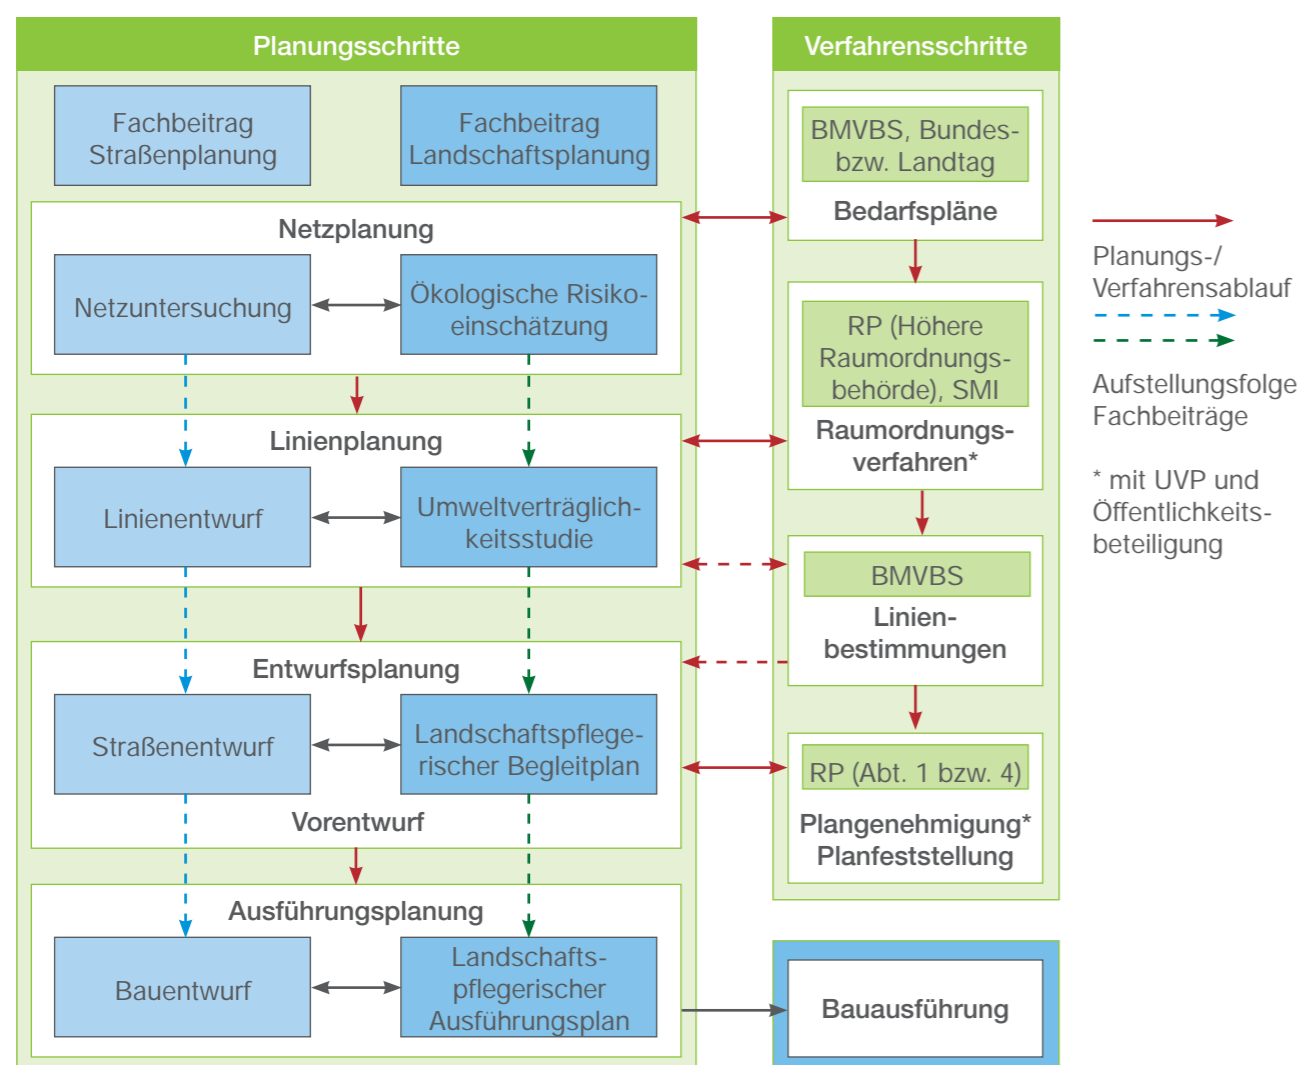 Planungsschritte
Fachbeitrag
Straßenplanung
Fachbeitrag
Landschaftsplanung
Netzplanung
Netzuntersuchung
Ökologische Risiko-
einschätzung
Linienplanung
Linienentwurf
Umweltverträglich-
keitsstudie
Entwurfsplanung
Straßenentwurf
Landschaftspflege-
rischer Begleitplan
Vorentwurf
Ausführungsplanung
Bauentwurf
Landschafts-
pflegerischer
Ausführungsplan
Verfahrensschritte
BMVBS, Bundes-
bzw. Landtag
Bedarfspläne
RP (Höhere
Raumordnungs-
behörde), SMI
Raumordnungs-
verfahren*
BMVBS
Linien-
bestimmungen
RP (Abt. 1 bzw. 4)
Plangenehmigung*
Planfeststellung
Bauausführung
Planungs-/
Verfahrensablauf
Aufstellungsfolge
Fachbeiträge
* mit UVP und
Öffentlichkeits-
beteiligung